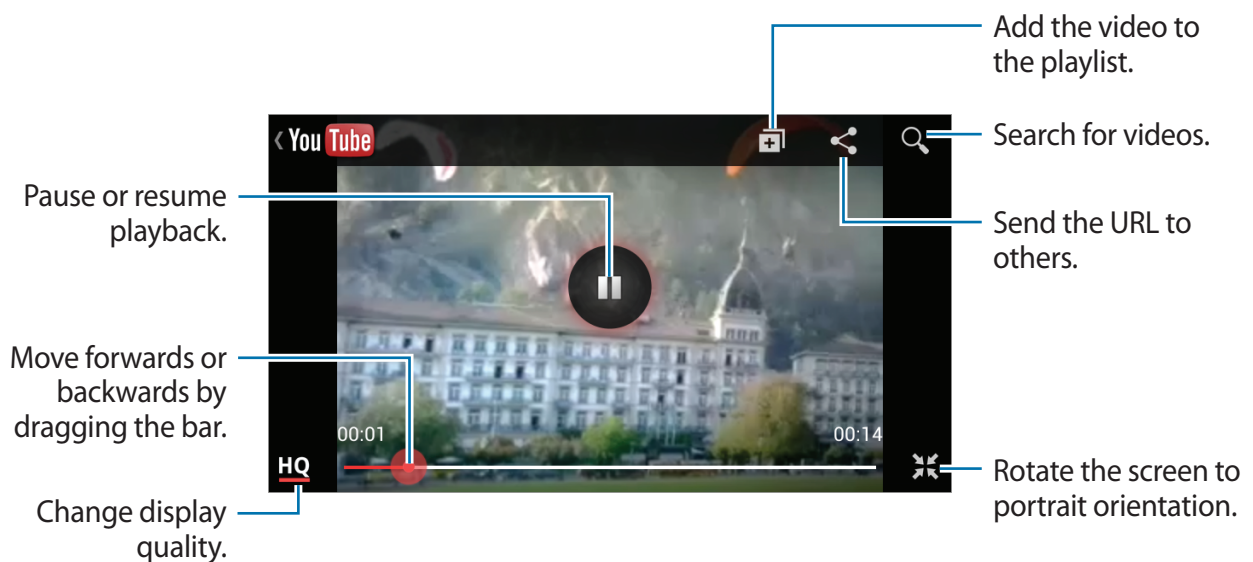 Add the video to
the playlist.
You Tube
Search for videos.
Pause or resume
playback.
Send the URL to
others.
Move forwards or
backwards by
dragging the bar.
00:01
00:14
HQ
Rotate the screen to
portrait orientation.
Change display
quality.